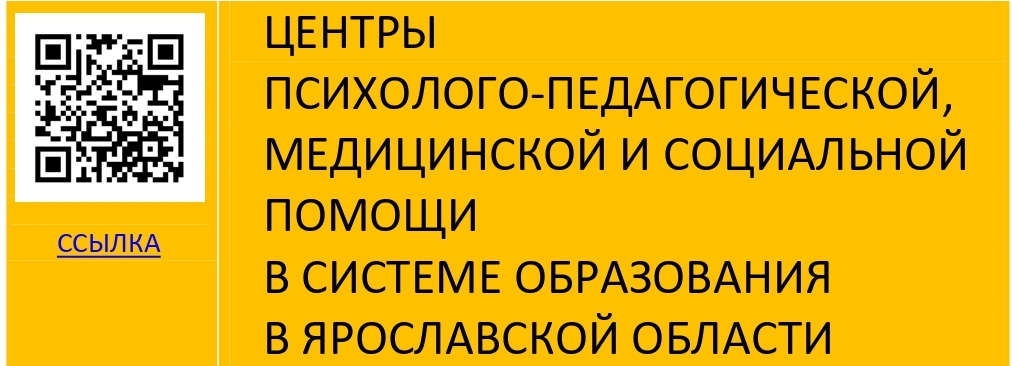 ССЫЛКА
ЦЕНТРЫ
ПСИХОЛОГО-ПЕДАГОГИЧЕСКОЙ,
МЕДИЦИНСКОЙ И СОЦИАЛЬНОЙ
ПОМОЩИ
В СИСТЕМЕ ОБРАЗОВАНИЯ
В ЯРОСЛАВСКОЙ ОБЛАСТИ